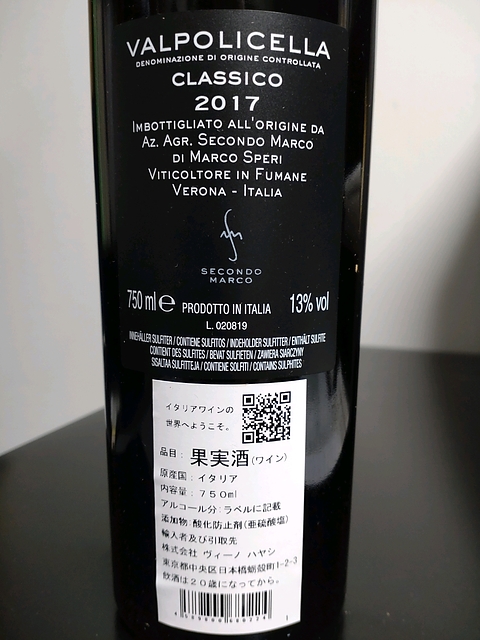 VALPOLICELLA
DENOMINAZIONE DI ORIGINE CONTROLLATA
CLASSICO
2017
IMBOTTIGLIATO ALL'ORIGINE DA
AZ. AGR. SECONDO MARCO
DI MARCO SPERI
VITICOLTORE IN FUMANE
VERONA - ITALIA
SECONDO
MARCO
750 ml e PRODOTTO IN ITALIA 13% vol
L. 020819
INNEHÅLLER SULFITER / CONTIENE SULFITOS / INDEHOLDER SULFITTER / ENTHÄLT SULFITE
CONTIENT DES SULFITES / BEVAT SULFIETEN / ZAWIERA SIARCZYNY
SISÄLTÄÄ SULFIITTEJA / CONTIENE SOLFITI / CONTAINS SULPHITES
イタリアワインの
世界へようこそ。
品目: 果実酒(ワイン)
原産国:イタリア
内容量:750ml
アルコール分:ラベルに記載
添加物:酸化防止剤(亜硫酸塩)
輸入者及び引取先
株式会社 ヴィーノ ハヤシ
東京都中央区日本橋蛎殻町1-2-3
飲酒は20歳になってから。